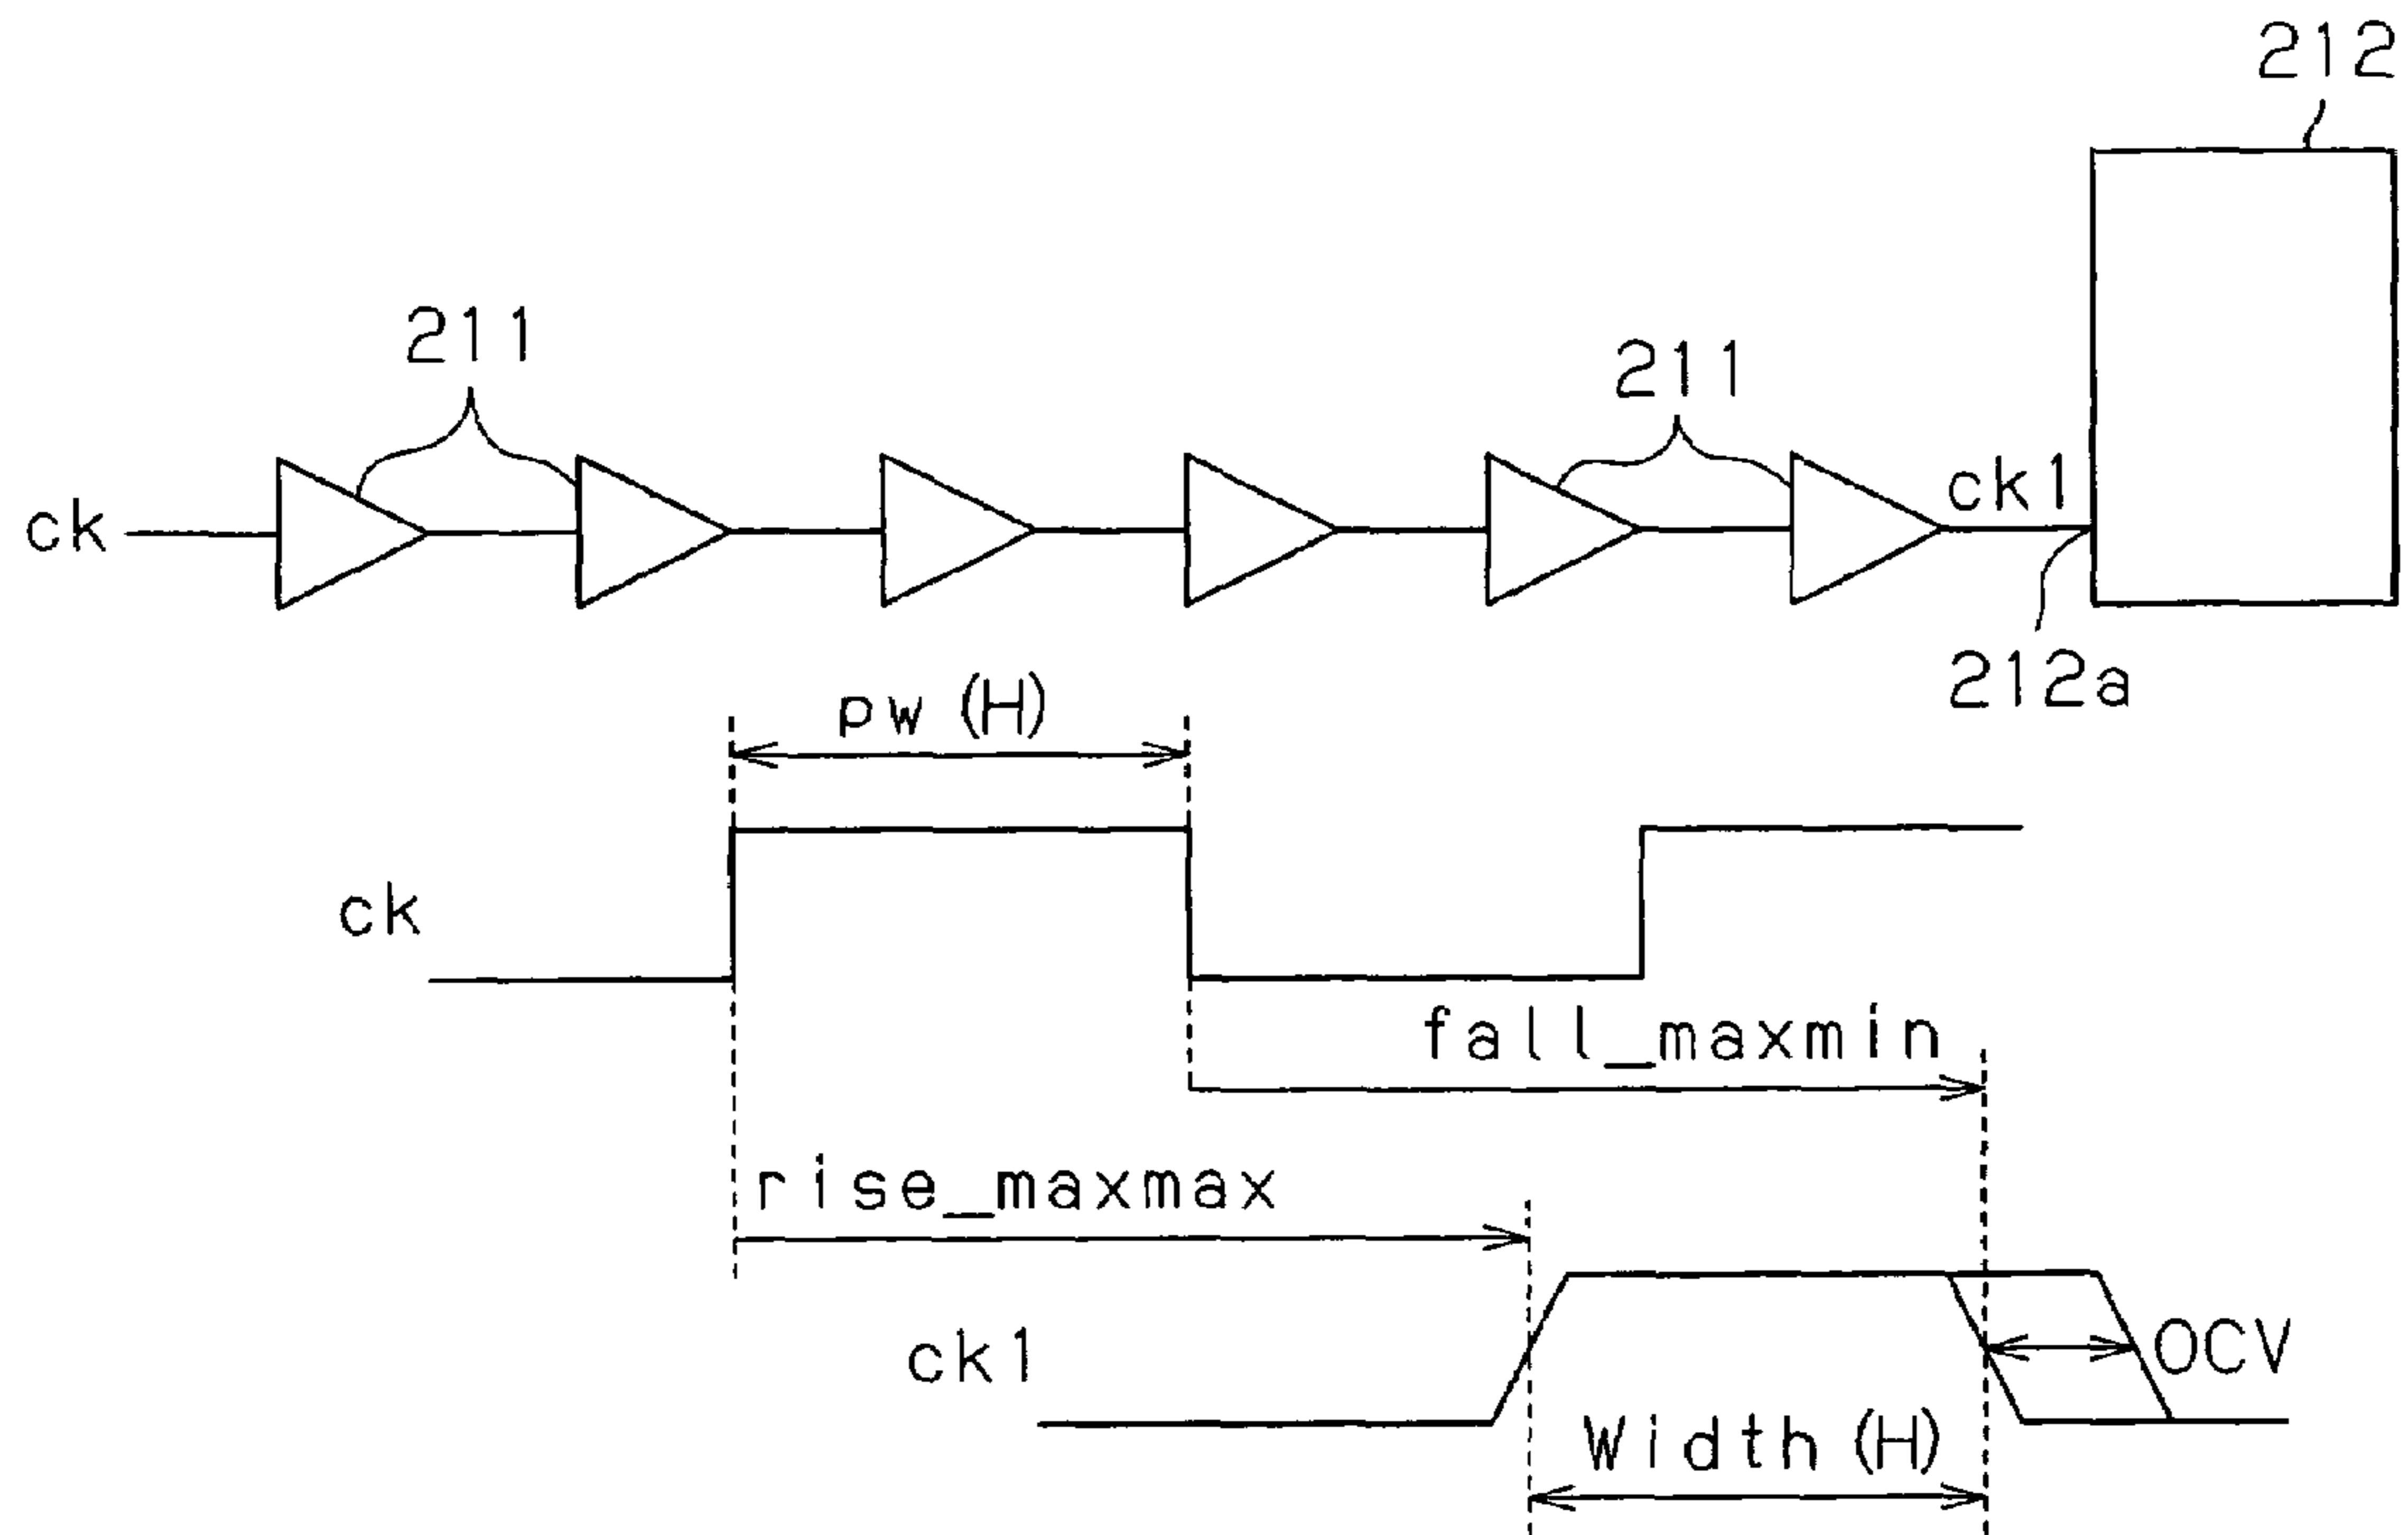 212
211
211
ck
ck1
212a
pw (H)
ck
fall_maxmin
rise_maxmax
ck1
OCV
Width (H)